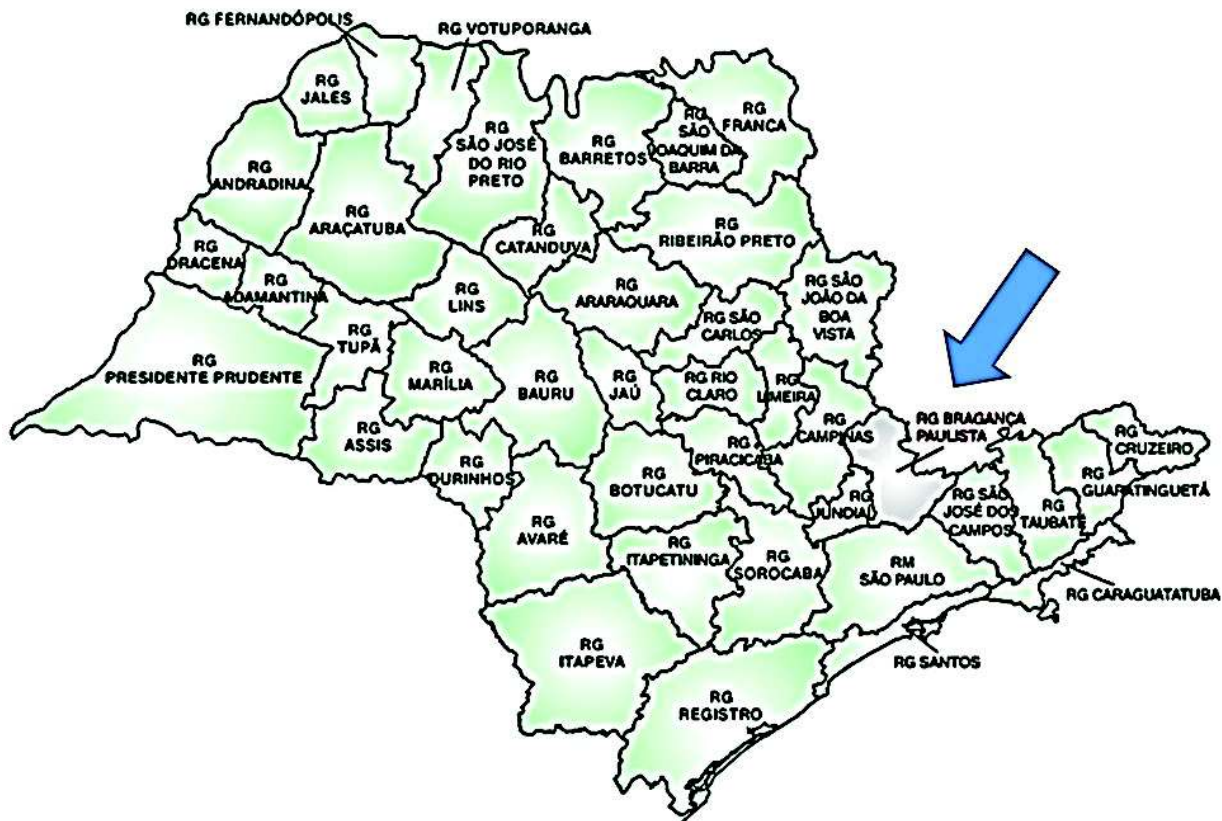 RG FERNANDÓPOLIS
RG VOTUPORANGA
RG
JALES
RG
SÃO JOSÉ
DO RIO
PRETO
RG
BARRETOS
RG
SÃO
JOAQUIM DA
BARRA
RG
FRANCA
RG
ANDRADINA
RG
ARAÇATUBA
RG
CATANDUVA
RG
RIBEIRÃO PRETO
RG
DRACENA
RG
ADAMANTINA
RG
LINS
RG
ARARAQUARA
RG SÃO
CARLOS
RG SÃO
JOÃO DA
BOA
VISTA
RG
TUPÃ
RG
PRESIDENTE PRUDENTE
RG
MARÍLIA
RG
BAURU
RG
JAÚ
RG RIO
CLARO
RG
LIMEIRA
RG
CAMPINAS
RG BRAGANÇA
PAULISTA
RG
CRUZEIRO
RG
ASSIS
RG
OURINHOS
RG
BOTUCATU
RG
PIRACICABA
RG
JUNDIAÍ
RG SÃO
JOSÉ DOS
CAMPOS
RG
TAUBATÉ
RG
GUARATINGUETÁ
RG
AVARÉ
RG
ITAPETININGA
RG
SOROCABA
RM
SÃO PAULO
RG CARAGUATATUBA
RG
ITAPEVA
RG SANTOS
RG
REGISTRO